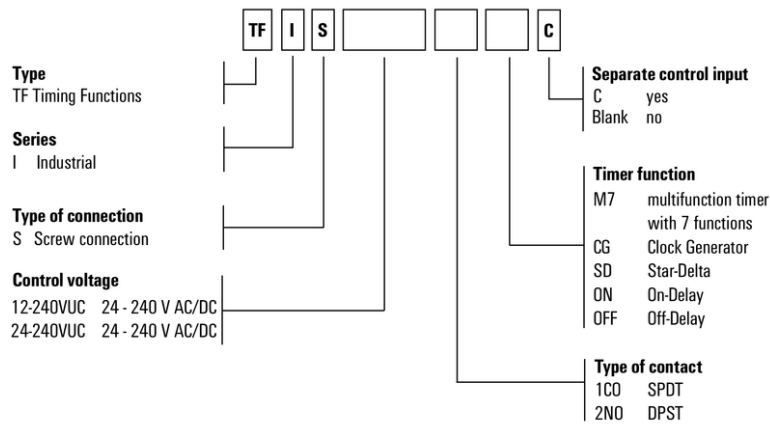 TF I S C
Type
TF Timing Functions
Series
I Industrial
Type of connection
S Screw connection
Control voltage
12-240VUC 24 - 240 V AC/DC
24-240VUC 24 - 240 V AC/DC
Separate control input
C yes
Blank no
Timer function
M7 multifunction timer
with 7 functions
CG Clock Generator
SD Star-Delta
ON On-Delay
OFF Off-Delay
Type of contact
1CO SPDT
2NO DPST